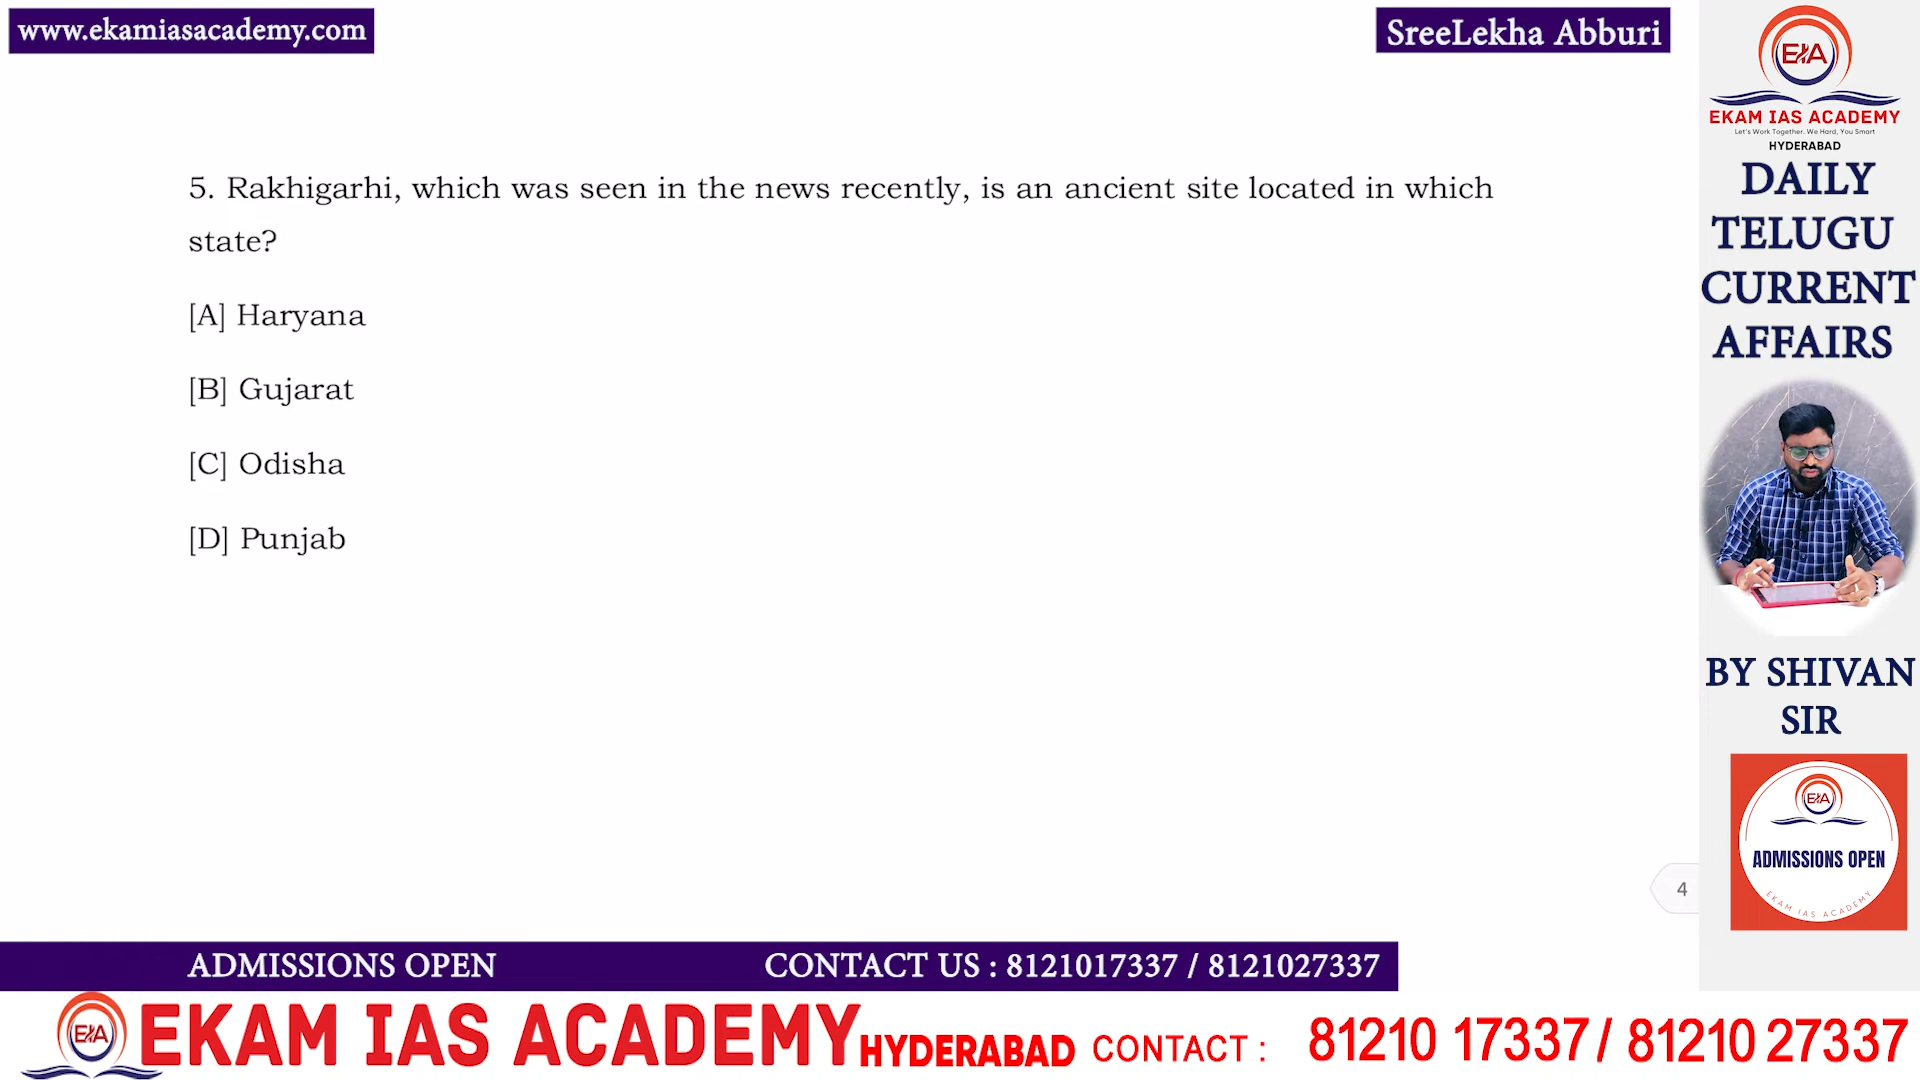 www.ekamiasacademy.com
SreeLekha Abburi
EIA
EKAM IAS ACADEMY
Let's Work Together. We Hard, You Smart
HYDERABAD
DAILY
TELUGU
CURRENT
AFFAIRS
5. Rakhigarhi, which was seen in the news recently, is an ancient site located in which
state?
[A] Haryana
[B] Gujarat
[C] Odisha
[D] Punjab
BY SHIVAN
SIR
EIA
ADMISSIONS OPEN
EKAM IAS ACADEMY
4
ADMISSIONS OPEN
CONTACT US : 8121017337 / 8121027337
EIA
EKAM IAS ACADEMY HYDERABAD CONTACT : 81210 17337 / 81210 27337